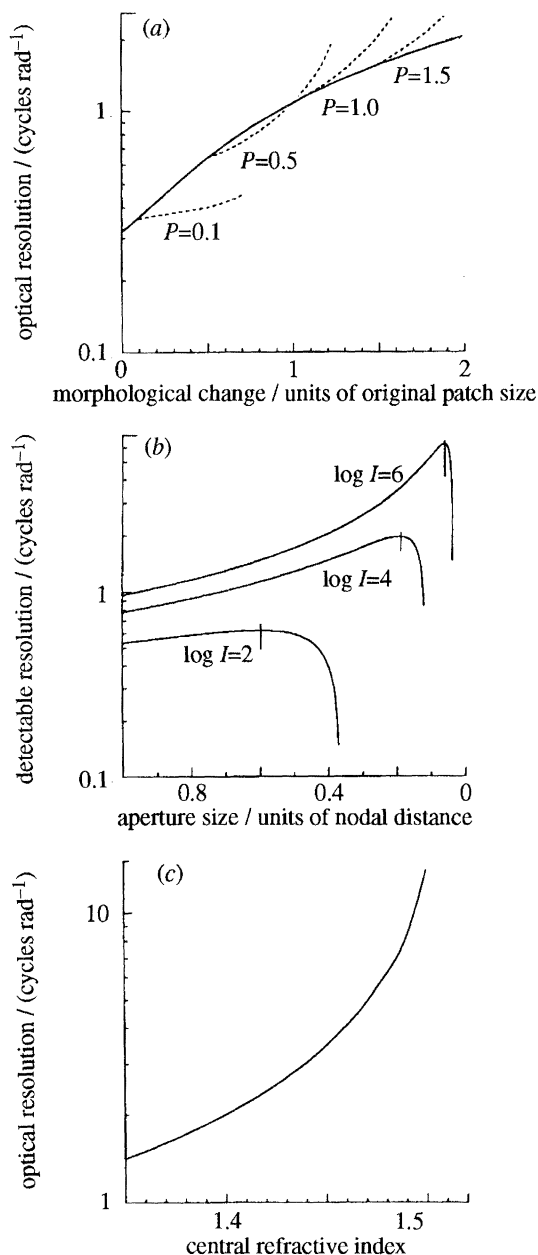 (a)
optical resolution / (cycles rad⁻¹)
1
0.1
P=0.1
P=0.5
P=1.0
P=1.5
0
1
2
morphological change / units of original patch size
(b)
detectable resolution / (cycles rad⁻¹)
1
0.1
log I=6
log I=4
log I=2
0.8
0.4
0
aperture size / units of nodal distance
(c)
optical resolution / (cycles rad⁻¹)
10
1
1.4
1.5
central refractive index